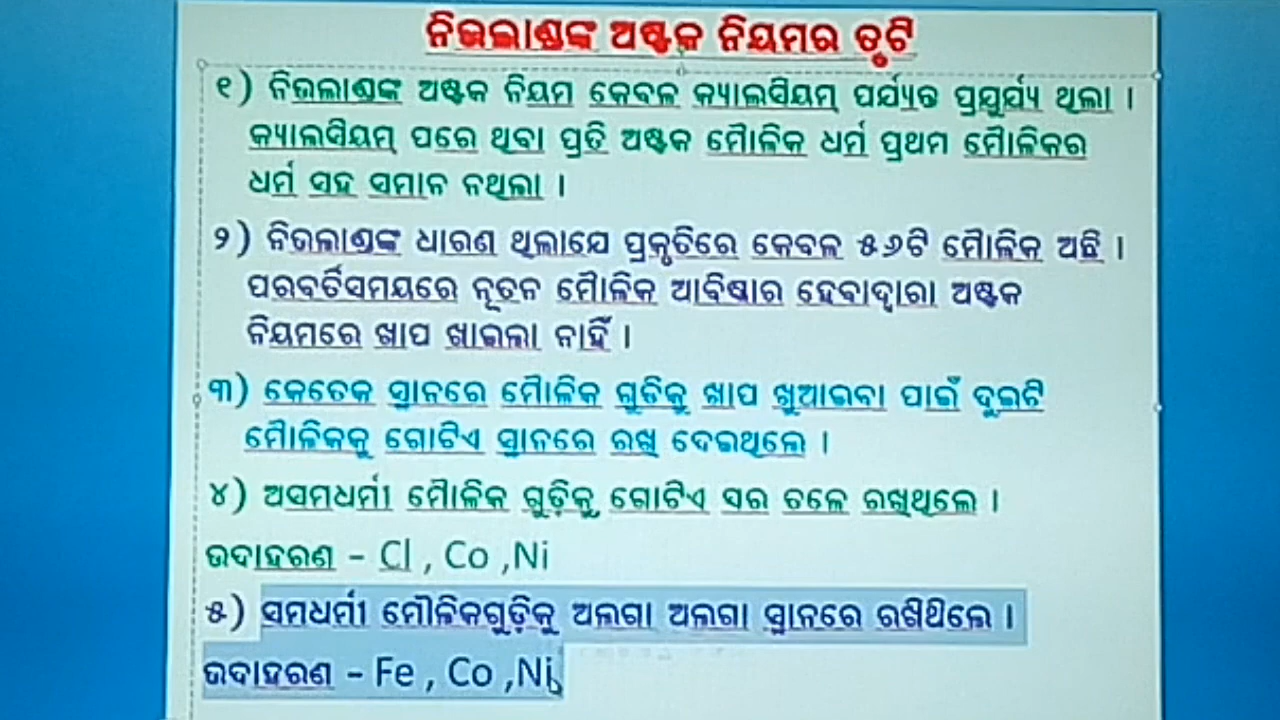 ନିଉଲାଣ୍ଡଙ୍କ ଅଷ୍ଟକ ନିୟମର ତୃଟି
୧) ନିଉଲାଣ୍ଡଙ୍କ ଅଷ୍ଟକ ନିୟମ କେବଳ କ୍ୟାଲସିୟମ୍ ପର୍ଯ୍ୟନ୍ତ ପ୍ରଯୁର୍ଯ୍ୟ ଥିଲା ।
କ୍ୟାଲସିୟମ୍ ପରେ ଥିବା ପ୍ରତି ଅଷ୍ଟକ ମୌଳିକ ଧର୍ମ ପ୍ରଥମ ମୌଳିକର
ଧର୍ମ ସହ ସମାନ ନଥିଲା ।
୨) ନିଉଲାଣ୍ଡଙ୍କ ଧାରଣ ଥିଲାଯେ ପ୍ରକୃତିରେ କେବଳ ୫୬ଟି ମୌଳିକ ଅଛି ।
ପରବର୍ତିସମୟରେ ନୂତନ ମୌଳିକ ଆବିଷ୍କାର ହେବାଦ୍ୱାରା ଅଷ୍ଟକ
ନିୟମରେ ଖାପ ଖାଇଲା ନାହିଁ ।
୩) କେତେକ ସ୍ଥାନରେ ମୌଳିକ ଗୁଡିକୁ ଖାପ ଖୁଆଇବା ପାଇଁ ଦୁଇଟି
ମୌଳିକକୁ ଗୋଟିଏ ସ୍ଥାନରେ ରଖି ଦେଇଥିଲେ ।
୪) ଅସମଧର୍ମୀ ମୌଳିକ ଗୁଡ଼ିକୁ ଗୋଟିଏ ସର ତଳେ ରଖିଥିଲେ ।
ଉଦାହରଣ – Cl , Co ,Ni
୫) ସମଧର୍ମୀ ମୌଳିକଗୁଡ଼ିକୁ ଅଲଗା ଅଲଗା ସ୍ଥାନରେ ରଖିଥିଲେ ।
ଉଦାହରଣ – Fe , Co ,Ni